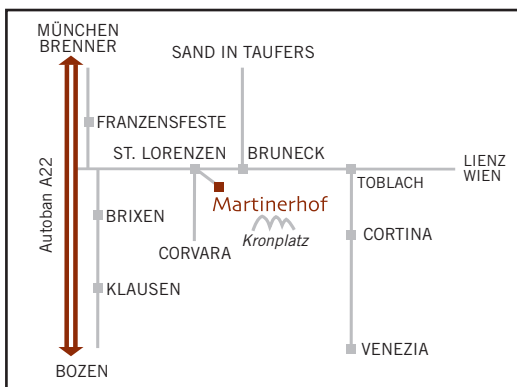 MÜNCHEN
BRENNER
SAND IN TAUFERS
FRANZENSFESTE
ST. LORENZEN
BRUNECK
LIENZ
WIEN
TOBLACH
Martinerhof
Autoban A22
BRIXEN
Kronplatz
CORTINA
CORVARA
KLAUSEN
VENEZIA
BOZEN